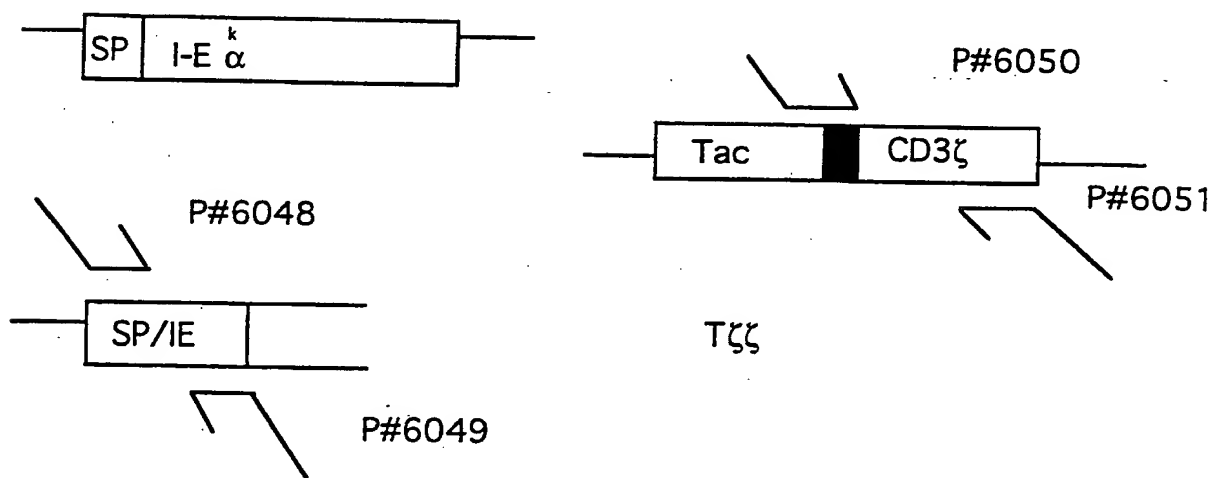 SP I-E k α
P#6050
Tac CD3ζ
P#6051
P#6048
SP/IE
Tζζ
P#6049